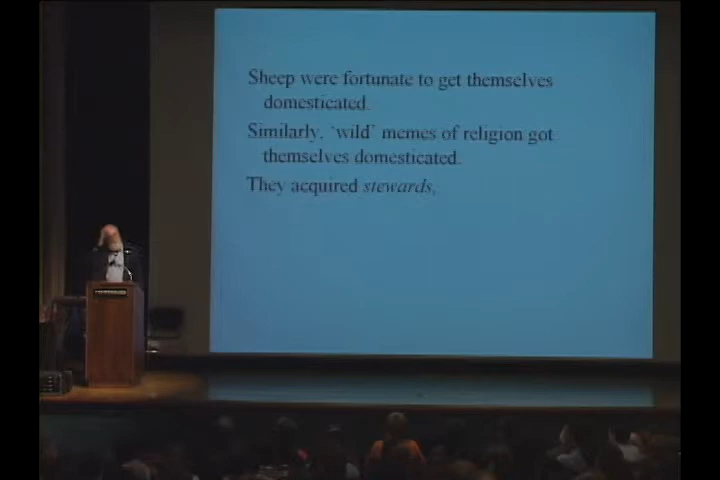 Sheep were fortunate to get themselves
domesticated.
Similarly, ‘wild’ memes of religion got
themselves domesticated.
They acquired stewards,